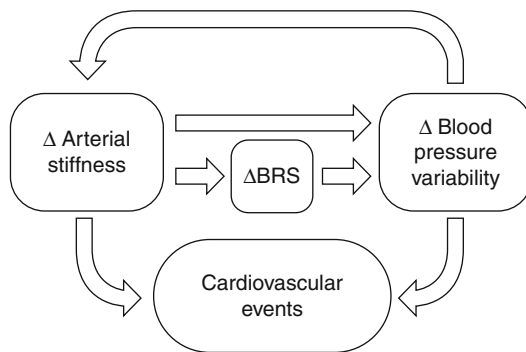 Δ Arterial
stiffness
ΔBRS
Δ Blood
pressure
variability
Cardiovascular
events